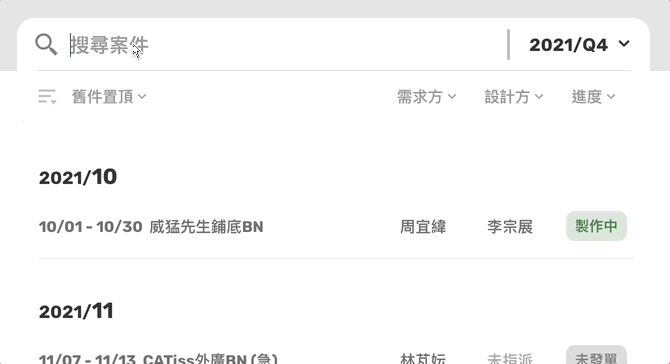 搜尋案件 2021/Q4
舊件置頂 需求方 設計方 進度
2021/10
10/01 - 10/30 威猛先生鋪底BN 周宜緯 李宗展 製作中
2021/11
11/07 - 11/13 CATiss外廣BN (急) 林芃妘 未指派 未發單